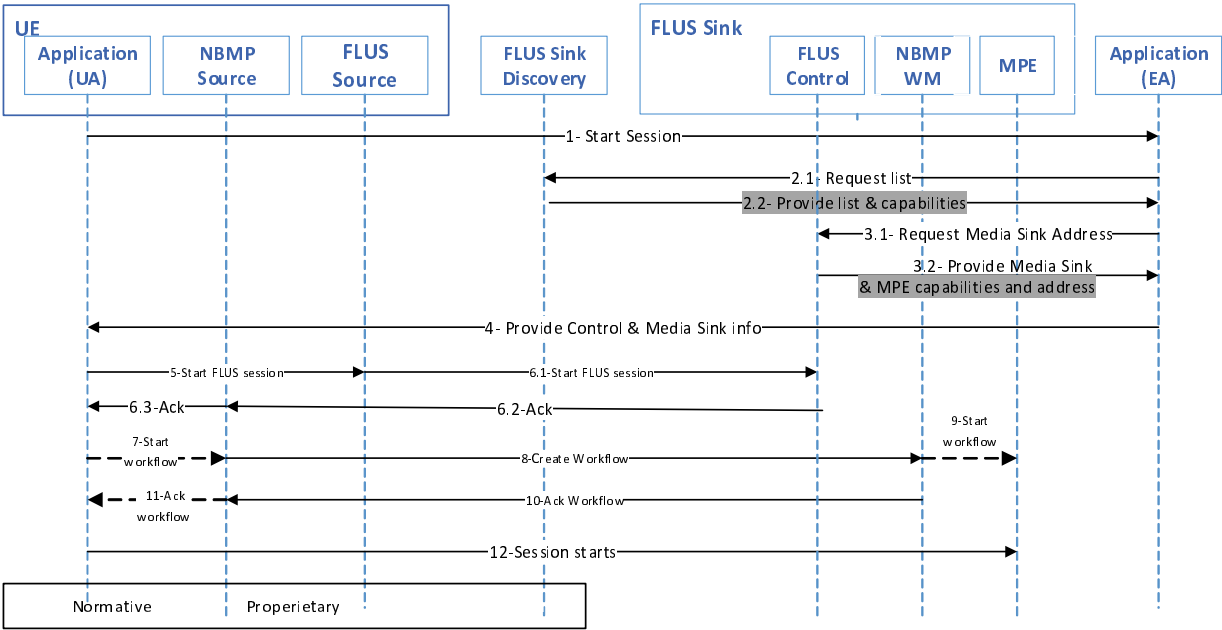 UE
FLUS Sink
Application
(UA)
NBMP
Source
FLUS
Source
FLUS Sink
Discovery
FLUS
Control
NBMP
WM
MPE
Application
(EA)
1- Start Session
2.1- Request list
2.2- Provide list & capabilities
3.1- Request Media Sink Address
3.2- Provide Media Sink
& MPE capabilities and address
4- Provide Control & Media Sink info
5-Start FLUS session
6.1-Start FLUS session
6.3-Ack
6.2-Ack
7-Start
workflow
8-Create Workflow
9-Start
workflow
11-Ack
workflow
10-Ack Workflow
12-Session starts
Normative
Properietary